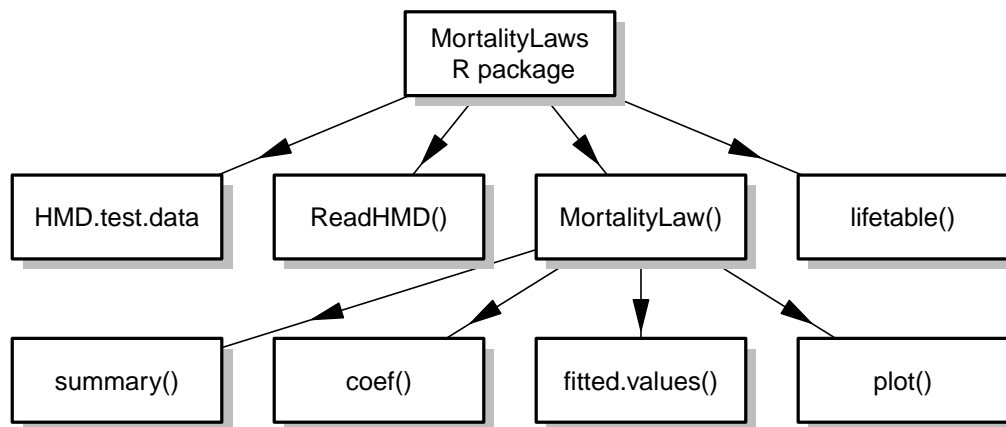 MortalityLaws
R package
HMD.test.data
ReadHMD()
MortalityLaw()
lifetable()
summary()
coef()
fitted.values()
plot()